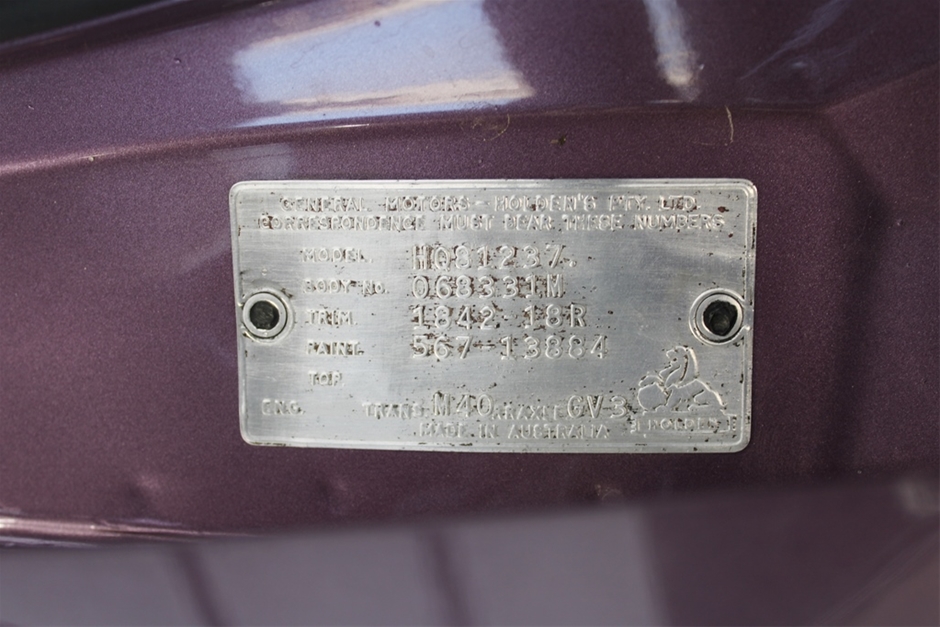 GENERAL MOTORS - HOLDEN'S PTY. LTD.
CORRESPONDENCE MUST BEAR THESE NUMBERS
MODEL. HQ81237.
BODY No. 068331M
TRIM. 1842-18R
PAINT. 567-13884
TOP.
ENG. TRANS. M40 R.AXLE GV3
MADE IN AUSTRALIA HOLDEN